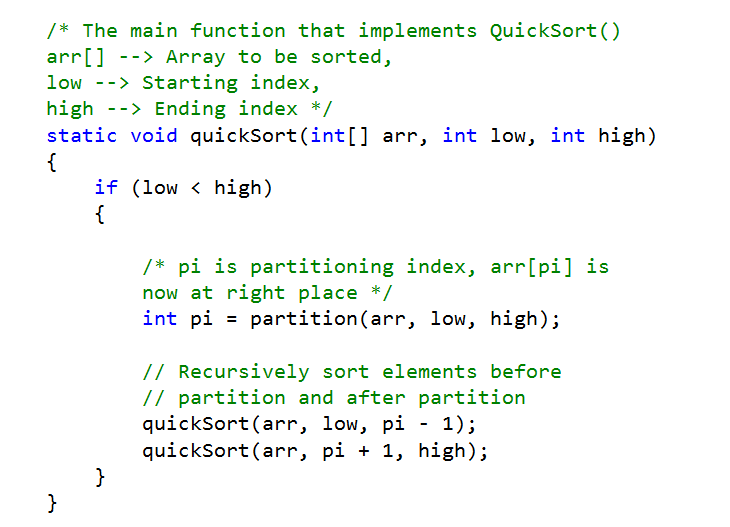 /* The main function that implements QuickSort()
arr[] --> Array to be sorted,
low --> Starting index,
high --> Ending index */
static void quickSort(int[] arr, int low, int high)
{
    if (low < high)
    {
        /* pi is partitioning index, arr[pi] is
        now at right place */
        int pi = partition(arr, low, high);
        // Recursively sort elements before
        // partition and after partition
        quickSort(arr, low, pi - 1);
        quickSort(arr, pi + 1, high);
    }
}